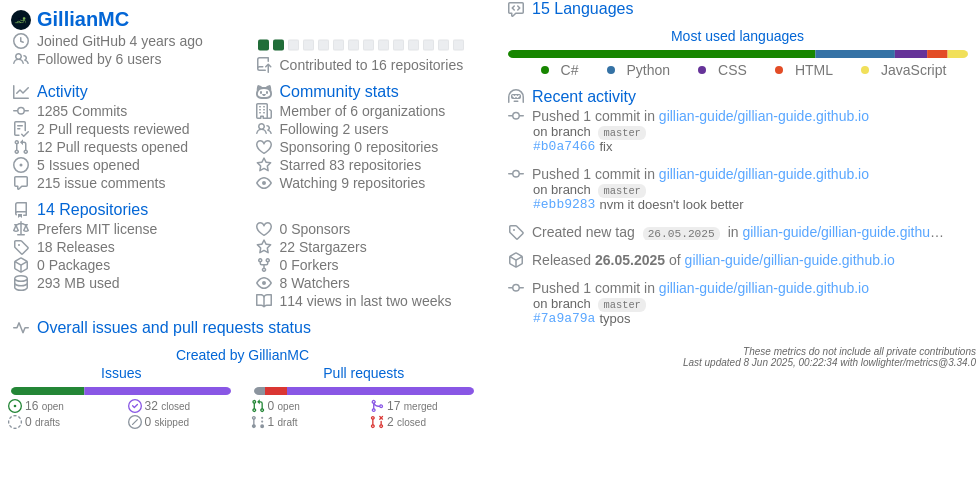 GillianMC
Joined GitHub 4 years ago
Followed by 6 users
Contributed to 16 repositories
Activity
1285 Commits
2 Pull requests reviewed
12 Pull requests opened
5 Issues opened
215 issue comments
Community stats
Member of 6 organizations
Following 2 users
Sponsoring 0 repositories
Starred 83 repositories
Watching 9 repositories
14 Repositories
Prefers MIT license
18 Releases
0 Packages
293 MB used
0 Sponsors
22 Stargazers
0 Forkers
8 Watchers
114 views in last two weeks
Overall issues and pull requests status
Created by GillianMC
Issues
16 open
32 closed
0 drafts
0 skipped
Pull requests
0 open
17 merged
1 draft
2 closed
15 Languages
Most used languages
C# Python CSS HTML JavaScript
Recent activity
Pushed 1 commit in gillian-guide/gillian-guide.github.io
on branch master
#b0a7466 fix
Pushed 1 commit in gillian-guide/gillian-guide.github.io
on branch master
#ebb9283 nvm it doesn't look better
Created new tag 26.05.2025 in gillian-guide/gillian-guide.githu…
Released 26.05.2025 of gillian-guide/gillian-guide.github.io
Pushed 1 commit in gillian-guide/gillian-guide.github.io
on branch master
#7a9a79a typos
These metrics do not include all private contributions
Last updated 8 Jun 2025, 00:22:34 with lowlighter/metrics@3.34.0